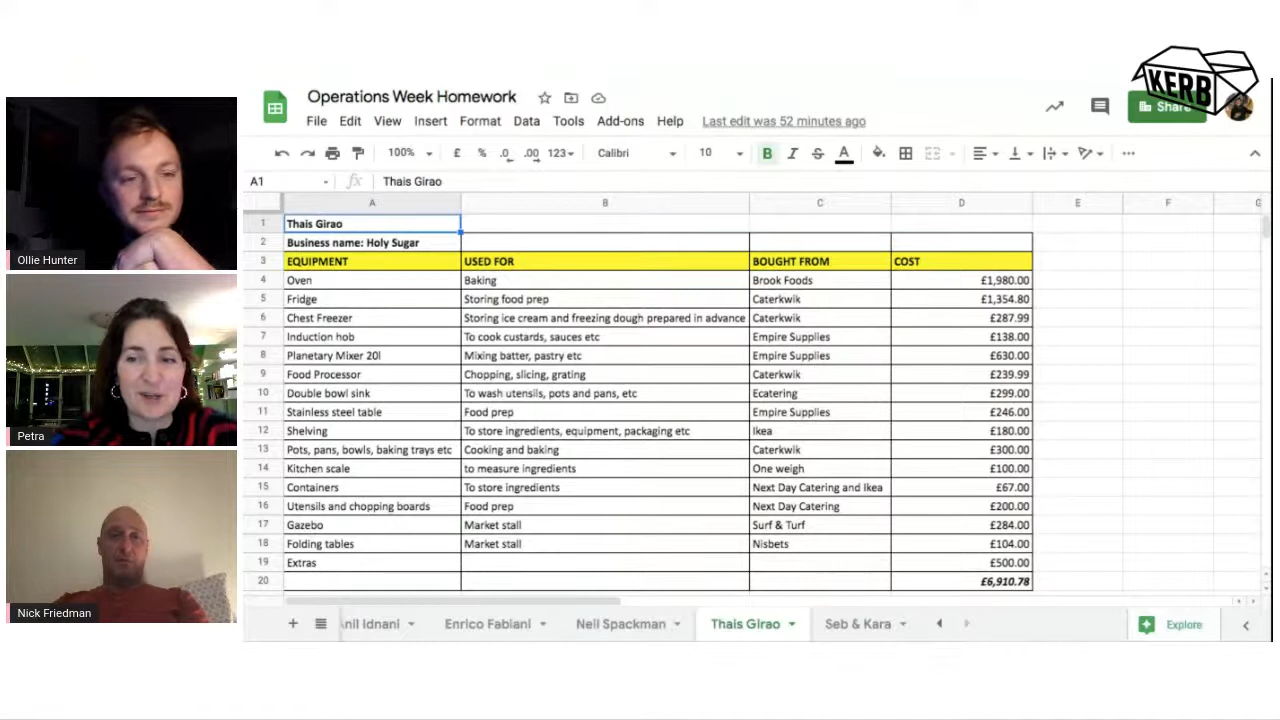 KERB
Operations Week Homework
Share
File Edit View Insert Format Data Tools Add-ons Help Last edit was 52 minutes ago
100% £ % .0 .00 123 Calibri 10 B I S A
A1 fx Thais Girao
A B C D E F G
1 Thais Girao
2 Business name: Holy Sugar
3 EQUIPMENT USED FOR BOUGHT FROM COST
4 Oven Baking Brook Foods £1,980.00
5 Fridge Storing food prep Caterkwik £1,354.80
6 Chest Freezer Storing ice cream and freezing dough prepared in advance Caterkwik £287.99
7 Induction hob To cook custards, sauces etc Empire Supplies £138.00
8 Planetary Mixer 20l Mixing batter, pastry etc Empire Supplies £630.00
9 Food Processor Chopping, slicing, grating Caterkwik £239.99
10 Double bowl sink To wash utensils, pots and pans, etc Ecatering £299.00
11 Stainless steel table Food prep Empire Supplies £246.00
12 Shelving To store ingredients, equipment, packaging etc Ikea £180.00
13 Pots, pans, bowls, baking trays etc Cooking and baking Caterkwik £300.00
14 Kitchen scale to measure ingredients One weigh £100.00
15 Containers To store ingredients Next Day Catering and Ikea £67.00
16 Utensils and chopping boards Food prep Next Day Catering £200.00
17 Gazebo Market stall Surf & Turf £284.00
18 Folding tables Market stall Nisbets £104.00
19 Extras £500.00
20 £6,910.78
Idnani Enrico Fabiani Neil Spackman Thais Girao Seb & Kara Explore
Ollie Hunter
Petra
Nick Friedman